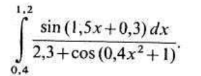 1,2
∫ sin (1,5x+0,3) dx / 2,3+cos (0,4x²+1) .
0,4